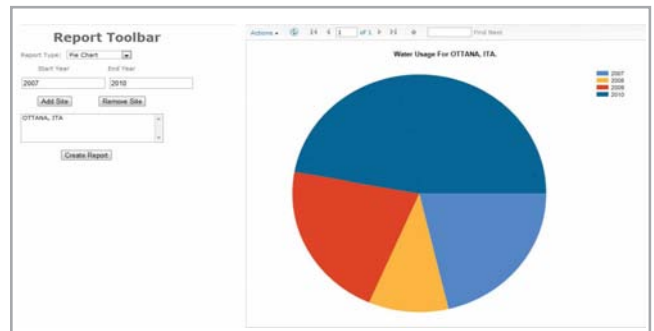 Report Toolbar
Report Type: Pie Chart
Start Year End Year
2007 2010
Add Site Remove Site
OTTANA, ITA
Create Report
Actions 1 of 1 Find Next
Water Usage For OTTANA, ITA.
2007
2008
2009
2010